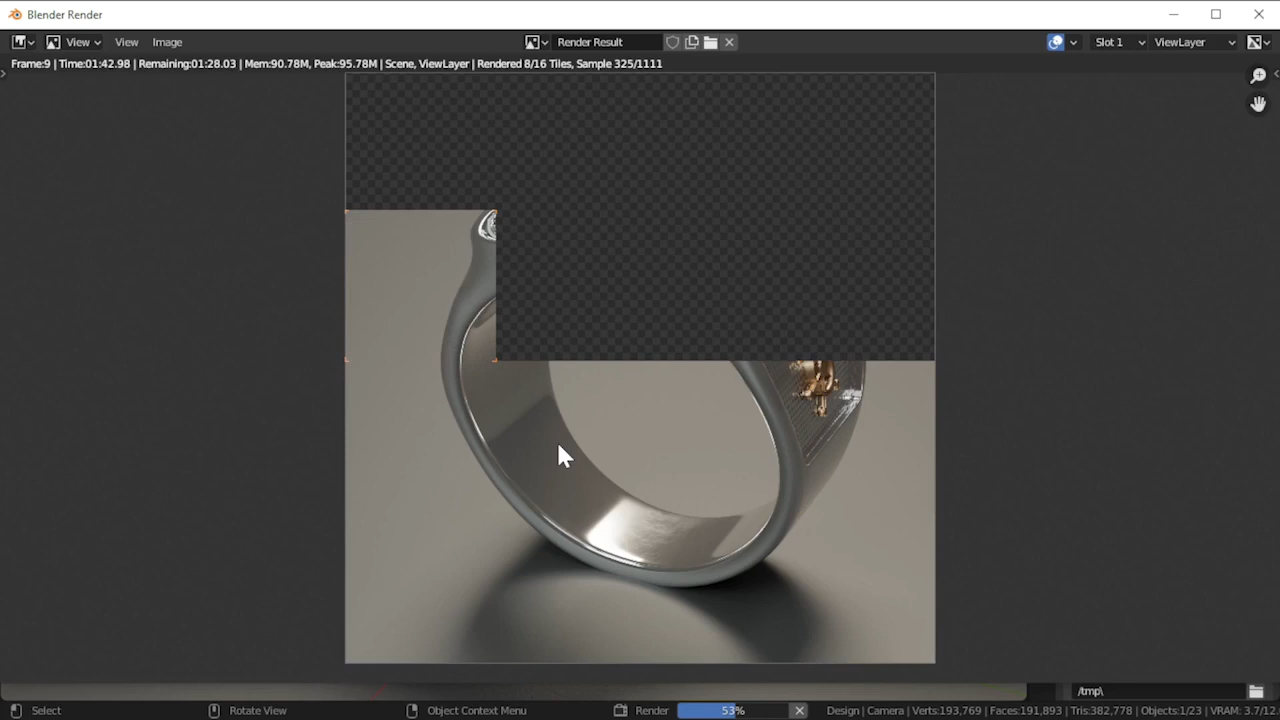 Blender Render
View View Image Render Result Slot 1 ViewLayer
Frame:9 | Time:01:42.98 | Remaining:01:28.03 | Mem:90.78M, Peak:95.78M | Scene, ViewLayer | Rendered 8/16 Tiles, Sample 325/1111
/tmp\
Select Rotate View Object Context Menu Render 53% Design | Camera | Verts:193,769 | Faces:191,893 | Tris:382,778 | Objects:1/23 | VRAM: 3.7/12